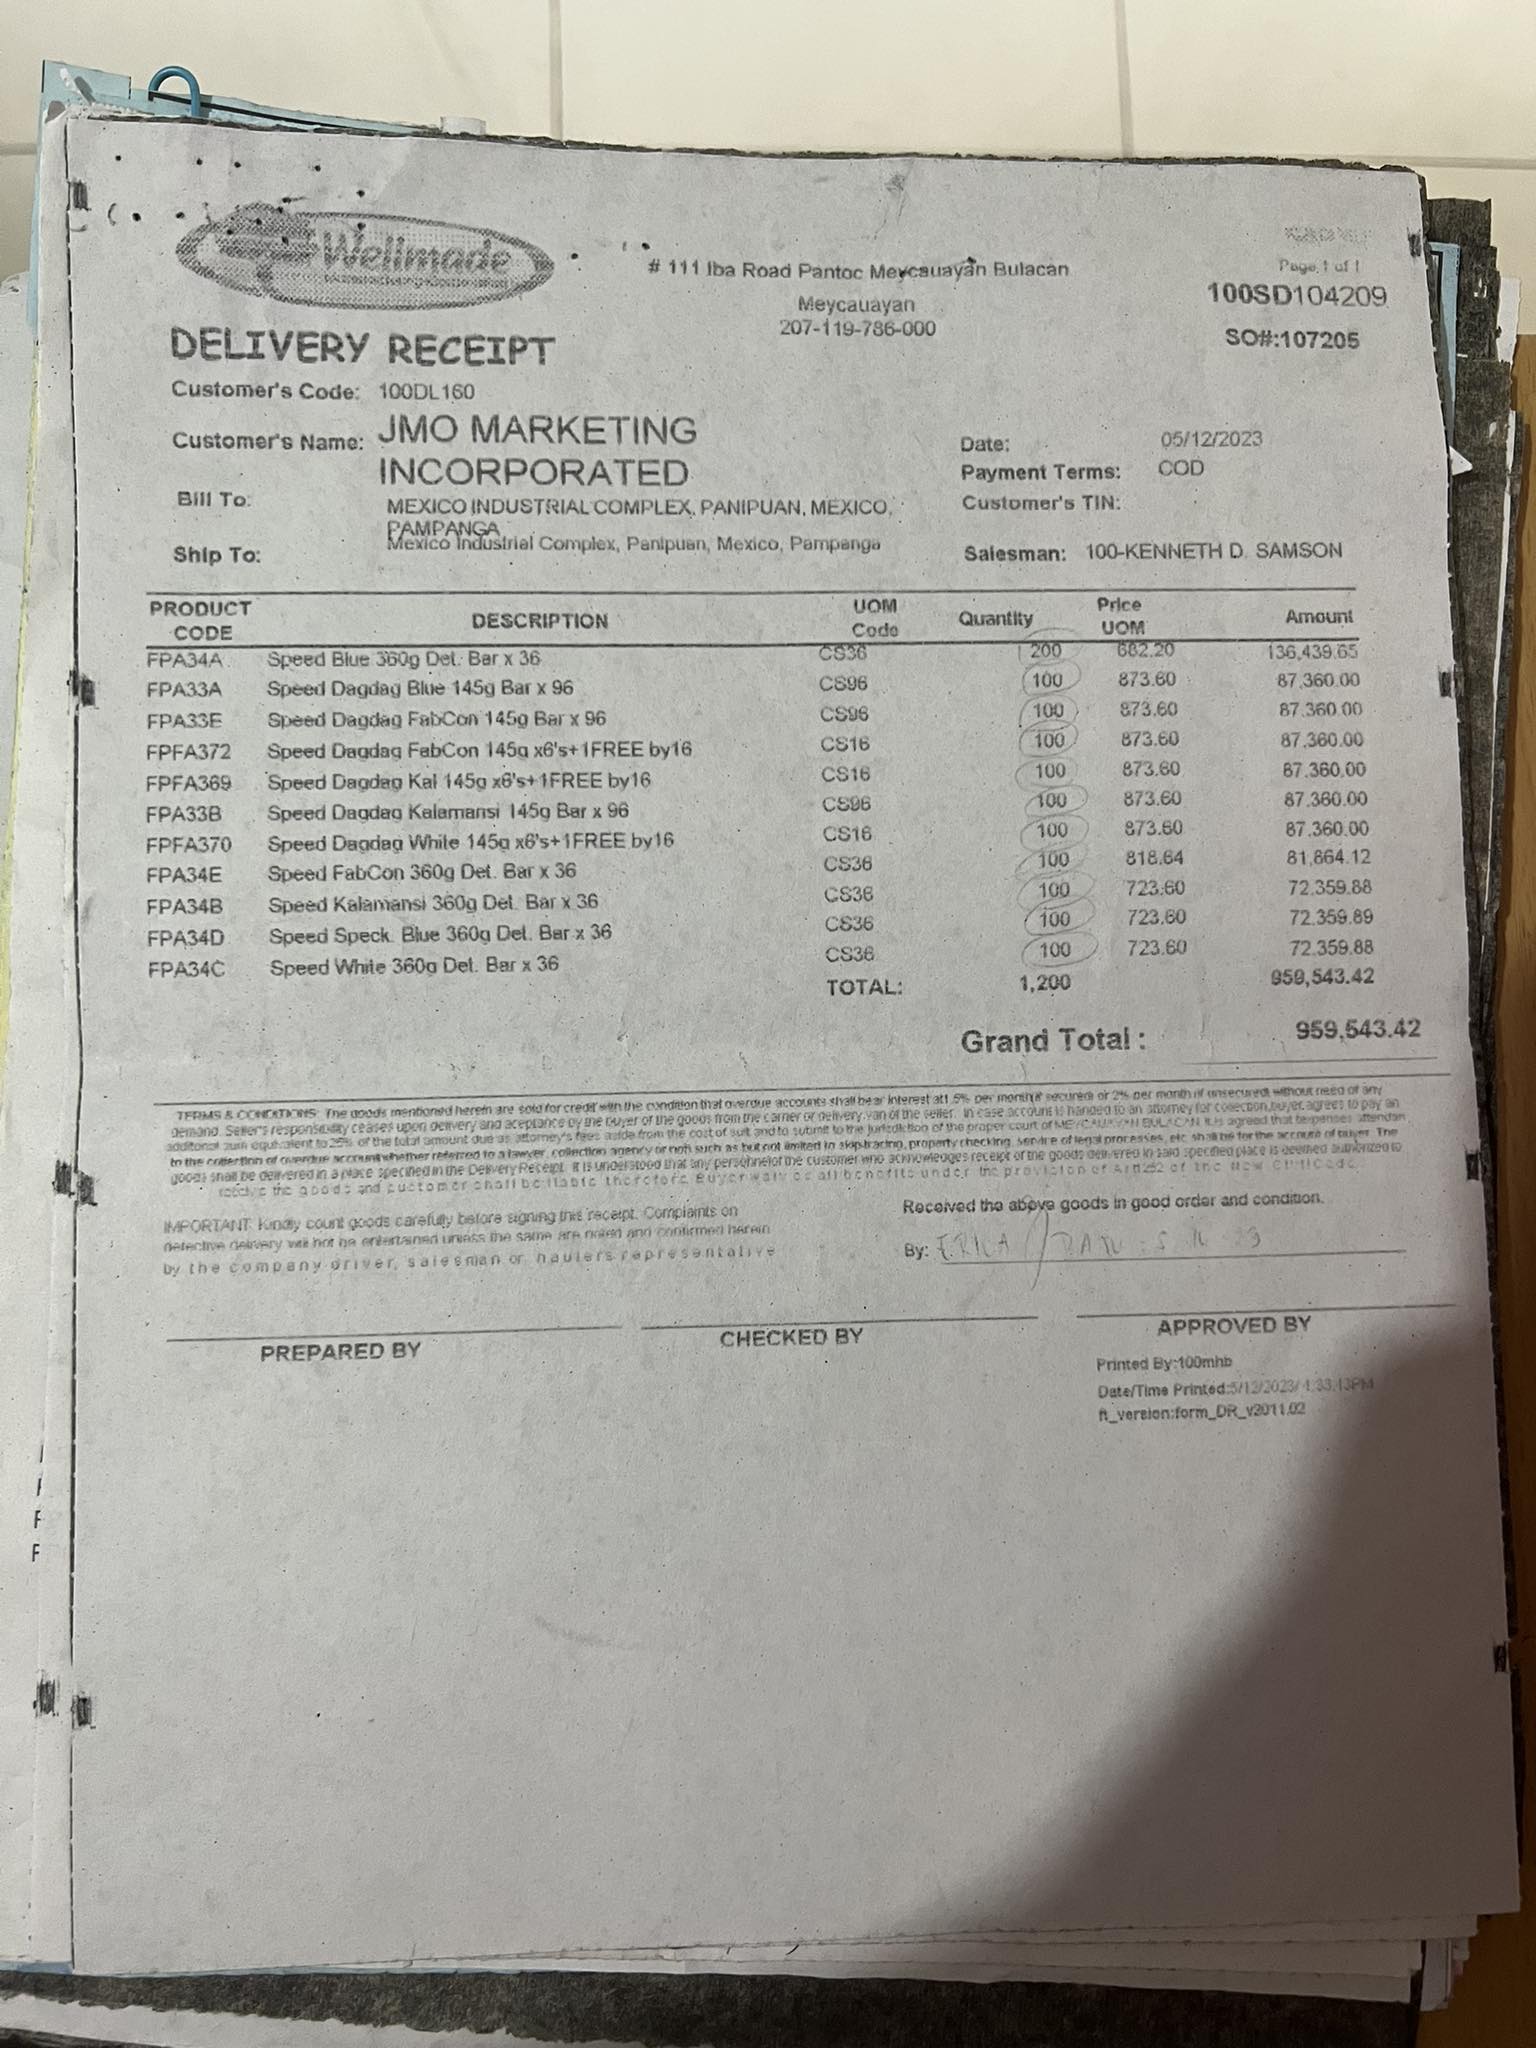 Wellmade
# 111 Iba Road Pantoc Meycauayan Bulacan
Meycauayan
207-119-786-000
Page 1 of 1
100SD104209
SO#:107205
DELIVERY RECEIPT
Customer's Code: 100DL160
Customer's Name: JMO MARKETING INCORPORATED
Date: 05/12/2023
Payment Terms: COD
Bill To: MEXICO INDUSTRIAL COMPLEX, PANIPUAN, MEXICO, PAMPANGA
Customer's TIN:
Ship To: Mexico Industrial Complex, Panipuan, Mexico, Pampanga
Salesman: 100-KENNETH D. SAMSON
PRODUCT CODE DESCRIPTION UOM Code Quantity Price UOM Amount
FPA34A Speed Blue 360g Det. Bar x 36 CS36 200 682.20 136,439.65
FPA33A Speed Dagdag Blue 145g Bar x 96 CS96 100 873.60 87,360.00
FPA33E Speed Dagdag FabCon 145g Bar x 96 CS96 100 873.60 87,360.00
FPFA372 Speed Dagdag FabCon 145g x6's+1FREE by16 CS16 100 873.60 87,360.00
FPFA369 Speed Dagdag Kal 145g x6's+1FREE by16 CS16 100 873.60 87,360.00
FPA33B Speed Dagdag Kalamansi 145g Bar x 96 CS96 100 873.60 87,360.00
FPFA370 Speed Dagdag White 145g x6's+1FREE by16 CS16 100 873.60 87,360.00
FPA34E Speed FabCon 360g Det. Bar x 36 CS36 100 818.64 81,864.12
FPA34B Speed Kalamansi 360g Det. Bar x 36 CS36 100 723.60 72,359.88
FPA34D Speed Speck. Blue 360g Det. Bar x 36 CS36 100 723.60 72,359.89
FPA34C Speed White 360g Det. Bar x 36 CS36 100 723.60 72,359.88
TOTAL: 1,200 959,543.42
Grand Total : 959,543.42
TERMS & CONDITIONS: The goods mentioned herein are sold for credit with the condition that overdue accounts shall bear interest at 1.5% per month if secured or 2% per month if unsecured without need of any
demand. Seller's responsibility ceases upon delivery and aceptance by the buyer of the goods from the carrier or delivery van of the seller. In case account is handed to an attorney for collection, buyer agrees to pay an
additonal sum equivalent to 25% of the total amount due as attorney's fees aside from the cost of suit and to submit to the jurisdiction of the proper court of MEYCAUAYAN BULACAN It is agreed that expenses attendan
to the collection of overdue account whether referred to a lawyer, collection agency or not, such as but not limited to skip tracing, property checking, service of legal processes, etc. shall be for the account of buyer. The
goods shall be delivered in a place specified in the Delivery Receipt. It is understood that any personnel of the customer who acknowledges receipt of the goods delivered in said specified place is deemed authorized to
receive the goods and customer shall be liable therefore Buyer waives all benefits under the provision of Art 1252 of the New Civil Code.
IMPORTANT: Kindly count goods carefully before signing this receipt. Complaints on
defective delivery will not be entertained unless the same are noted and confirmed herein
by the company driver, salesman or haulers representative
Received the above goods in good order and condition.
By: ERICA
PREPARED BY
CHECKED BY
APPROVED BY
Printed By:100mhb
Date/Time Printed:5/12/2023/ 4:33:43PM
ft_version:form_DR_v2011.02